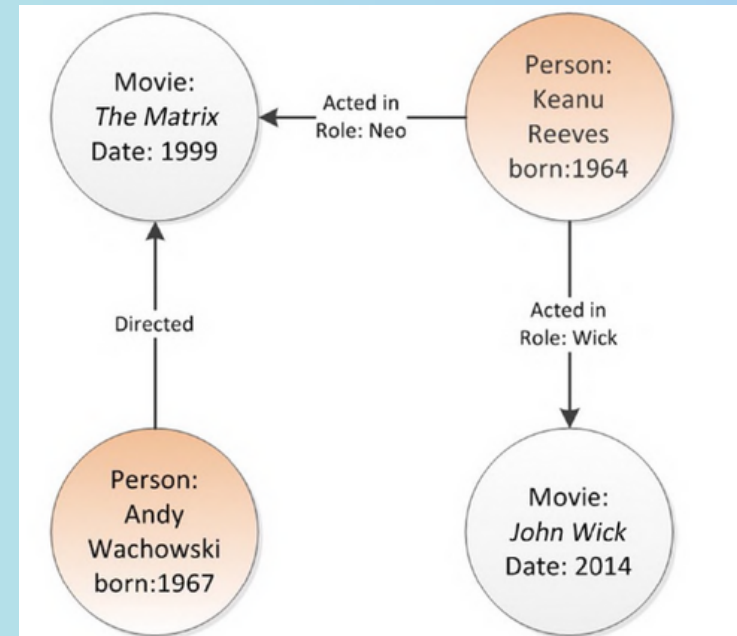 Movie:
The Matrix
Date: 1999
Acted in
Role: Neo
Person:
Keanu
Reeves
born:1964
Directed
Acted in
Role: Wick
Person:
Andy
Wachowski
born:1967
Movie:
John Wick
Date: 2014